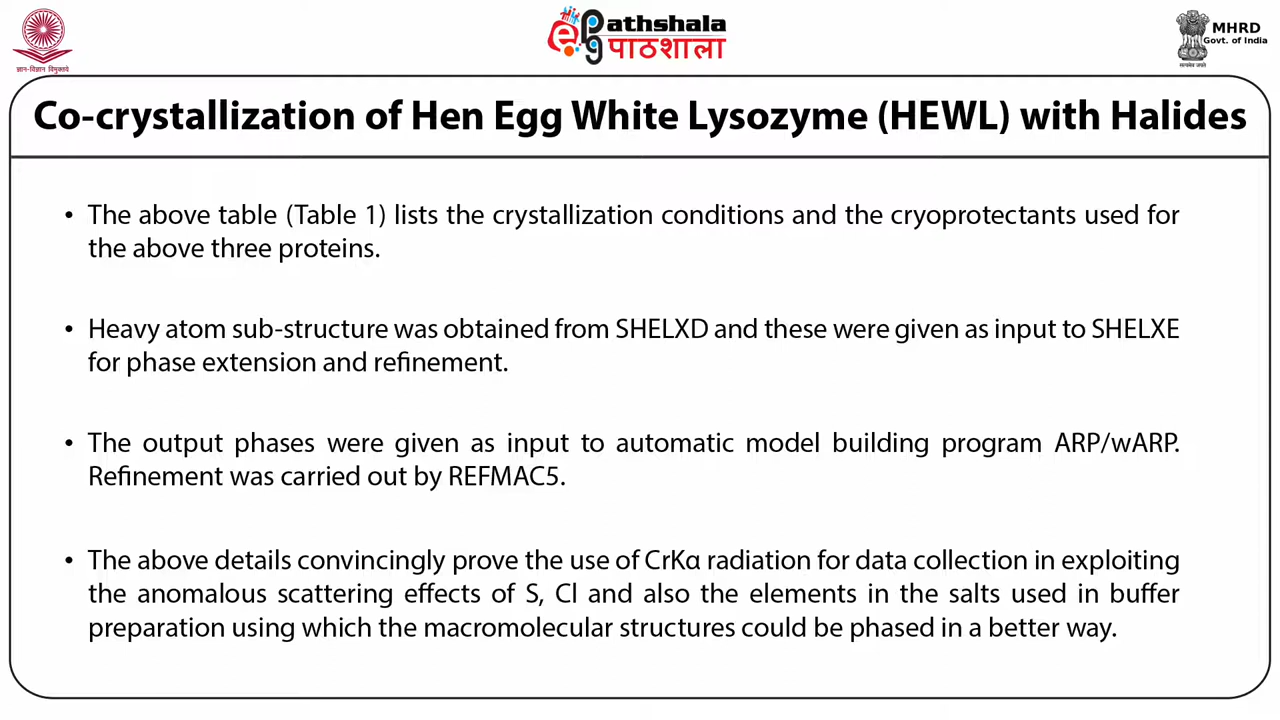 ज्ञान-विज्ञान विमुक्तये
ePathshala
पाठशाला
सत्यमेव जयते
MHRD
Govt. of India
Co-crystallization of Hen Egg White Lysozyme (HEWL) with Halides
• The above table (Table 1) lists the crystallization conditions and the cryoprotectants used for
the above three proteins.
• Heavy atom sub-structure was obtained from SHELXD and these were given as input to SHELXE
for phase extension and refinement.
• The output phases were given as input to automatic model building program ARP/wARP.
Refinement was carried out by REFMAC5.
• The above details convincingly prove the use of CrKα radiation for data collection in exploiting
the anomalous scattering effects of S, Cl and also the elements in the salts used in buffer
preparation using which the macromolecular structures could be phased in a better way.